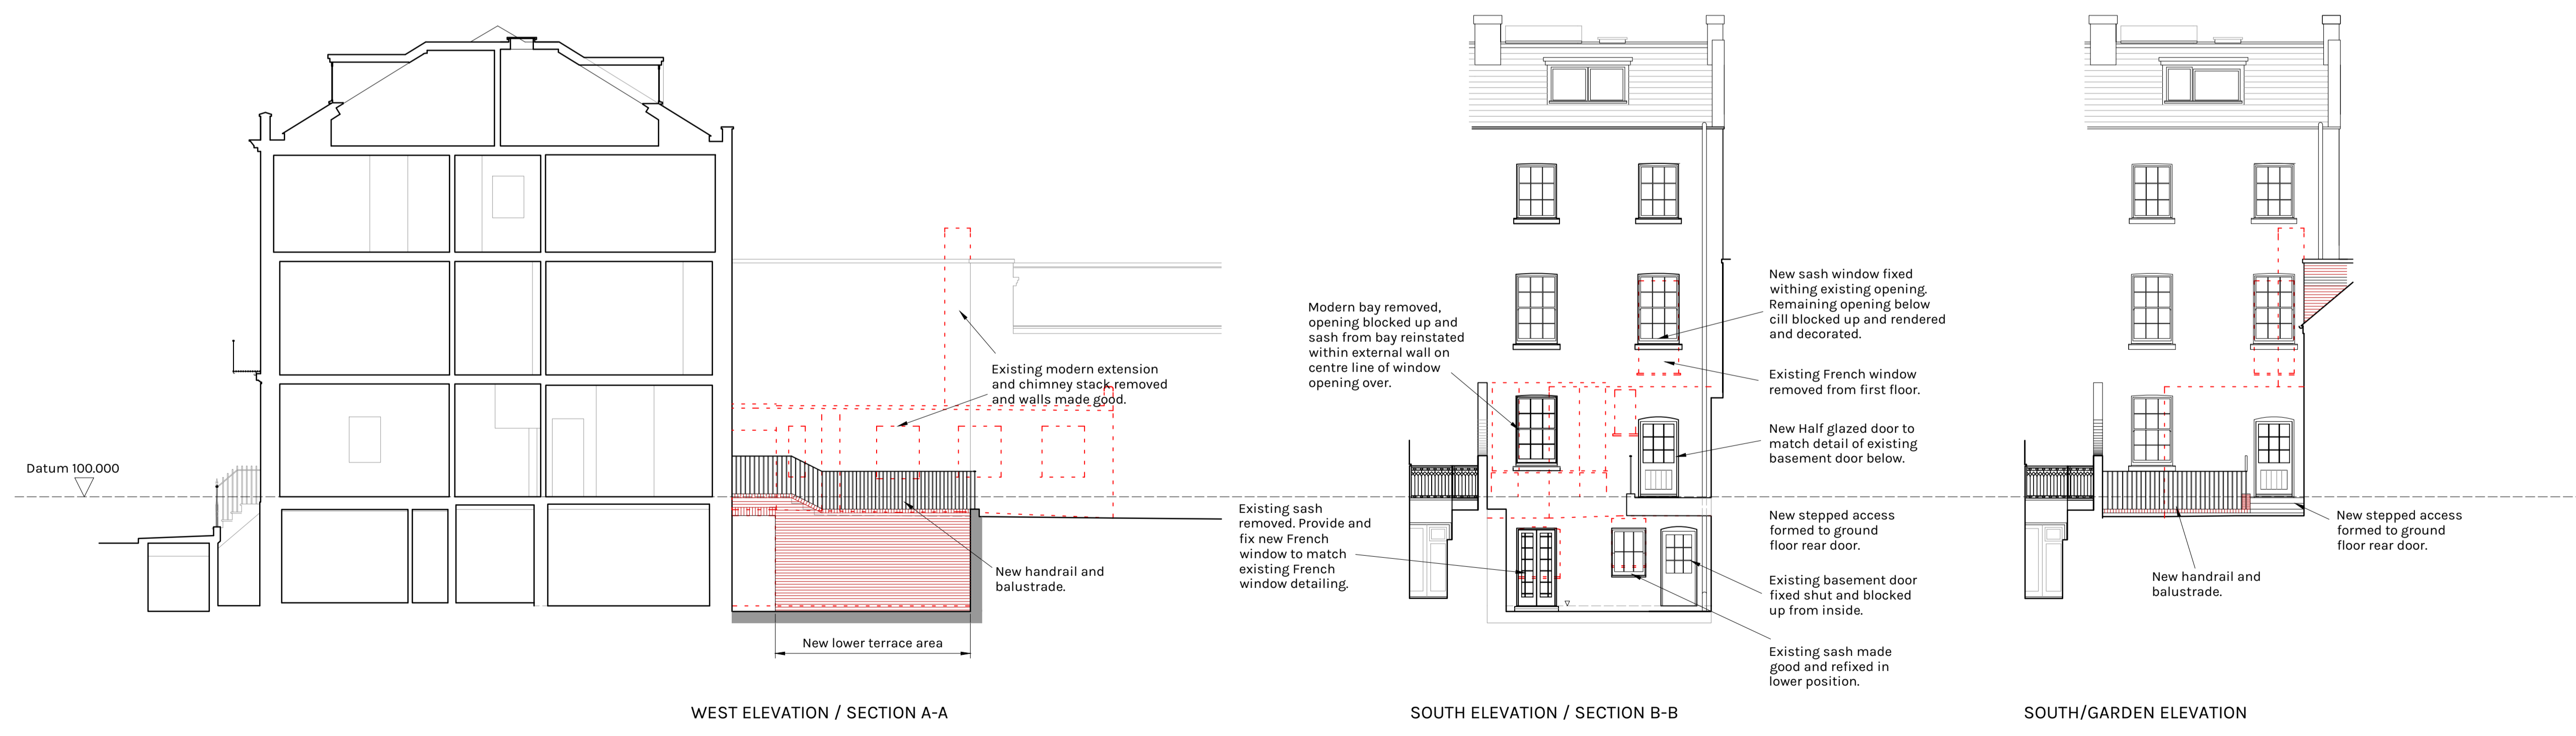 Datum 100.000
Existing modern extension
and chimney stack removed
and walls made good.
New handrail and
balustrade.
New lower terrace area
WEST ELEVATION / SECTION A-A
Modern bay removed,
opening blocked up and
sash from bay reinstated
within external wall on
centre line of window
opening over.
Existing sash
removed. Provide and
fix new French
window to match
existing French
window detailing.
New sash window fixed
withing existing opening.
Remaining opening below
cill blocked up and rendered
and decorated.
Existing French window
removed from first floor.
New Half glazed door to
match detail of existing
basement door below.
New stepped access
formed to ground
floor rear door.
Existing basement door
fixed shut and blocked
up from inside.
Existing sash made
good and refixed in
lower position.
SOUTH ELEVATION / SECTION B-B
New stepped access
formed to ground
floor rear door.
New handrail and
balustrade.
SOUTH/GARDEN ELEVATION